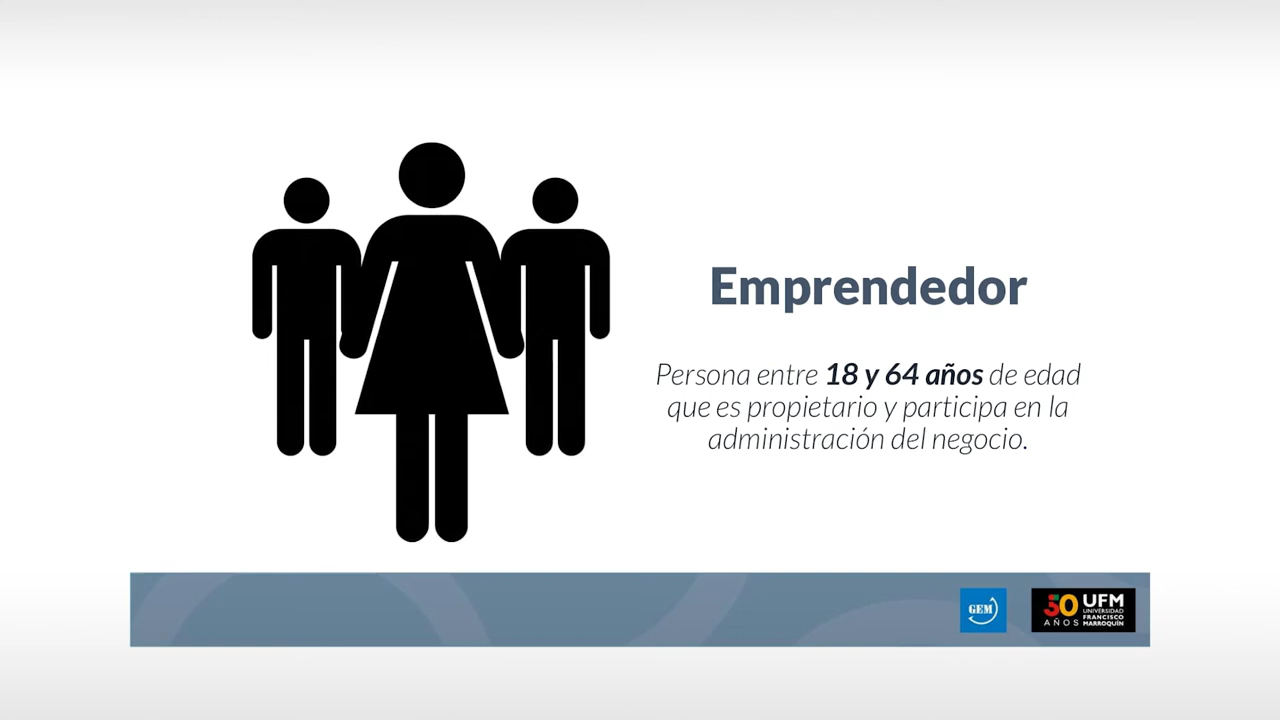 Emprendedor
Persona entre 18 y 64 años de edad
que es propietario y participa en la
administración del negocio.
GEM
50
AÑOS
UFM
UNIVERSIDAD
FRANCISCO
MARROQUÍN